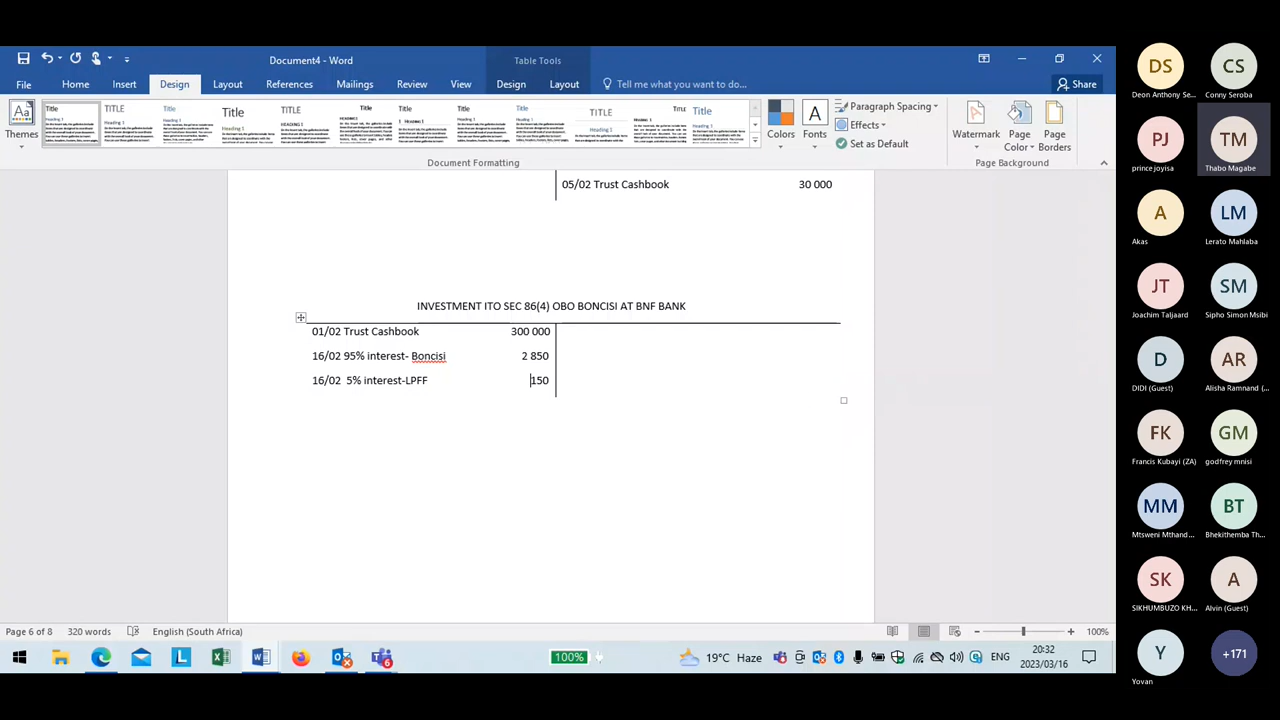 Document4 - Word
Table Tools
File
Home
Insert
Design
Layout
References
Mailings
Review
View
Design
Layout
Tell me what you want to do...
Share
Themes
Colors
Fonts
Paragraph Spacing
Effects
Set as Default
Watermark
Page Color
Page Borders
Document Formatting
Page Background
05/02 Trust Cashbook 30 000
INVESTMENT ITO SEC 86(4) OBO BONCISI AT BNF BANK
01/02 Trust Cashbook 300 000
16/02 95% interest- Boncisi 2 850
16/02 5% interest-LPFF 150
Page 6 of 8
320 words
English (South Africa)
100%
100%
19°C Haze
ENG
20:32
2023/03/16
DS
Deon Anthony Se...
CS
Conny Seroba
PJ
prince joyisa
TM
Thabo Magabe
A
Akas
LM
Lerato Mahlaba
JT
Joachim Taljaard
SM
Sipho Simon Msibi
D
DIDI (Guest)
AR
Alisha Ramnand (...
FK
Francis Kubayi (ZA)
GM
godfrey mnisi
MM
Mtsweni Mthand...
BT
Bhekithemba Th...
SK
SIKHUMBUZO KH...
A
Alvin (Guest)
Y
Yovan
+171